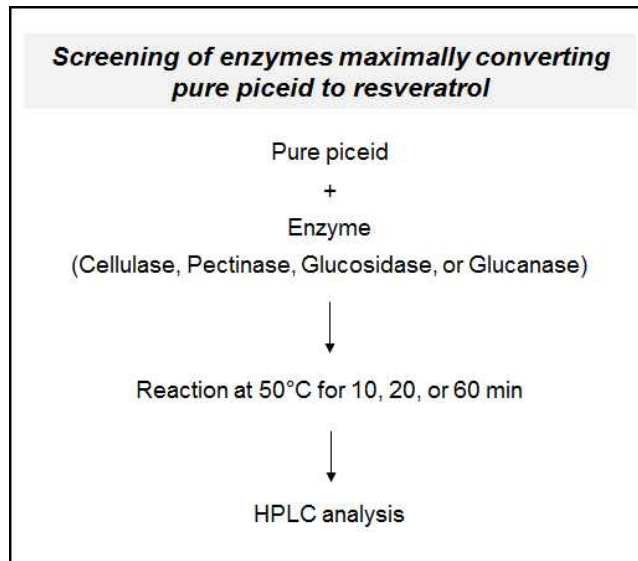 Screening of enzymes maximally converting
pure piceid to resveratrol
Pure piceid
+
Enzyme
(Cellulase, Pectinase, Glucosidase, or Glucanase)
Reaction at 50°C for 10, 20, or 60 min
HPLC analysis